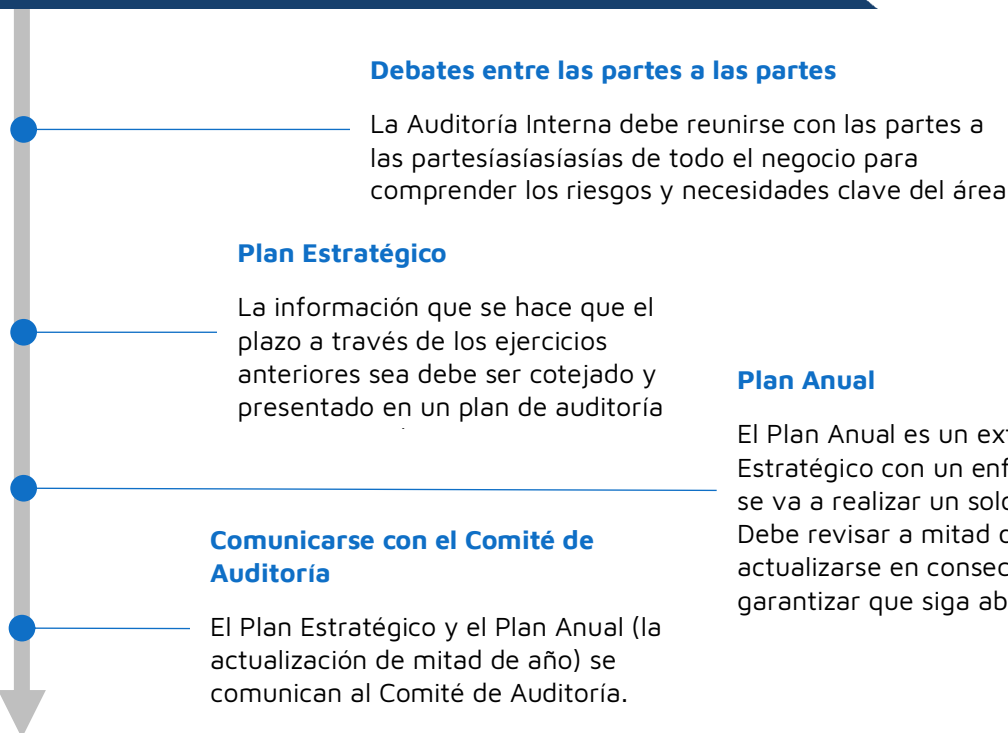 Debates entre las partes a las partes
La Auditoría Interna debe reunirse con las partes a
las partesíasíasíasías de todo el negocio para
comprender los riesgos y necesidades clave del área
Plan Estratégico
La información que se hace que el
plazo a través de los ejercicios
anteriores sea debe ser cotejado y
presentado en un plan de auditoría
Plan Anual
El Plan Anual es un
Estratégico con un
se va a realizar un
Debe revisar a mitad
actualizarse en
garantizar que siga
Comunicarse con el Comité de
Auditoría
El Plan Estratégico y el Plan Anual (la
actualización de mitad de año) se
comunican al Comité de Auditoría.